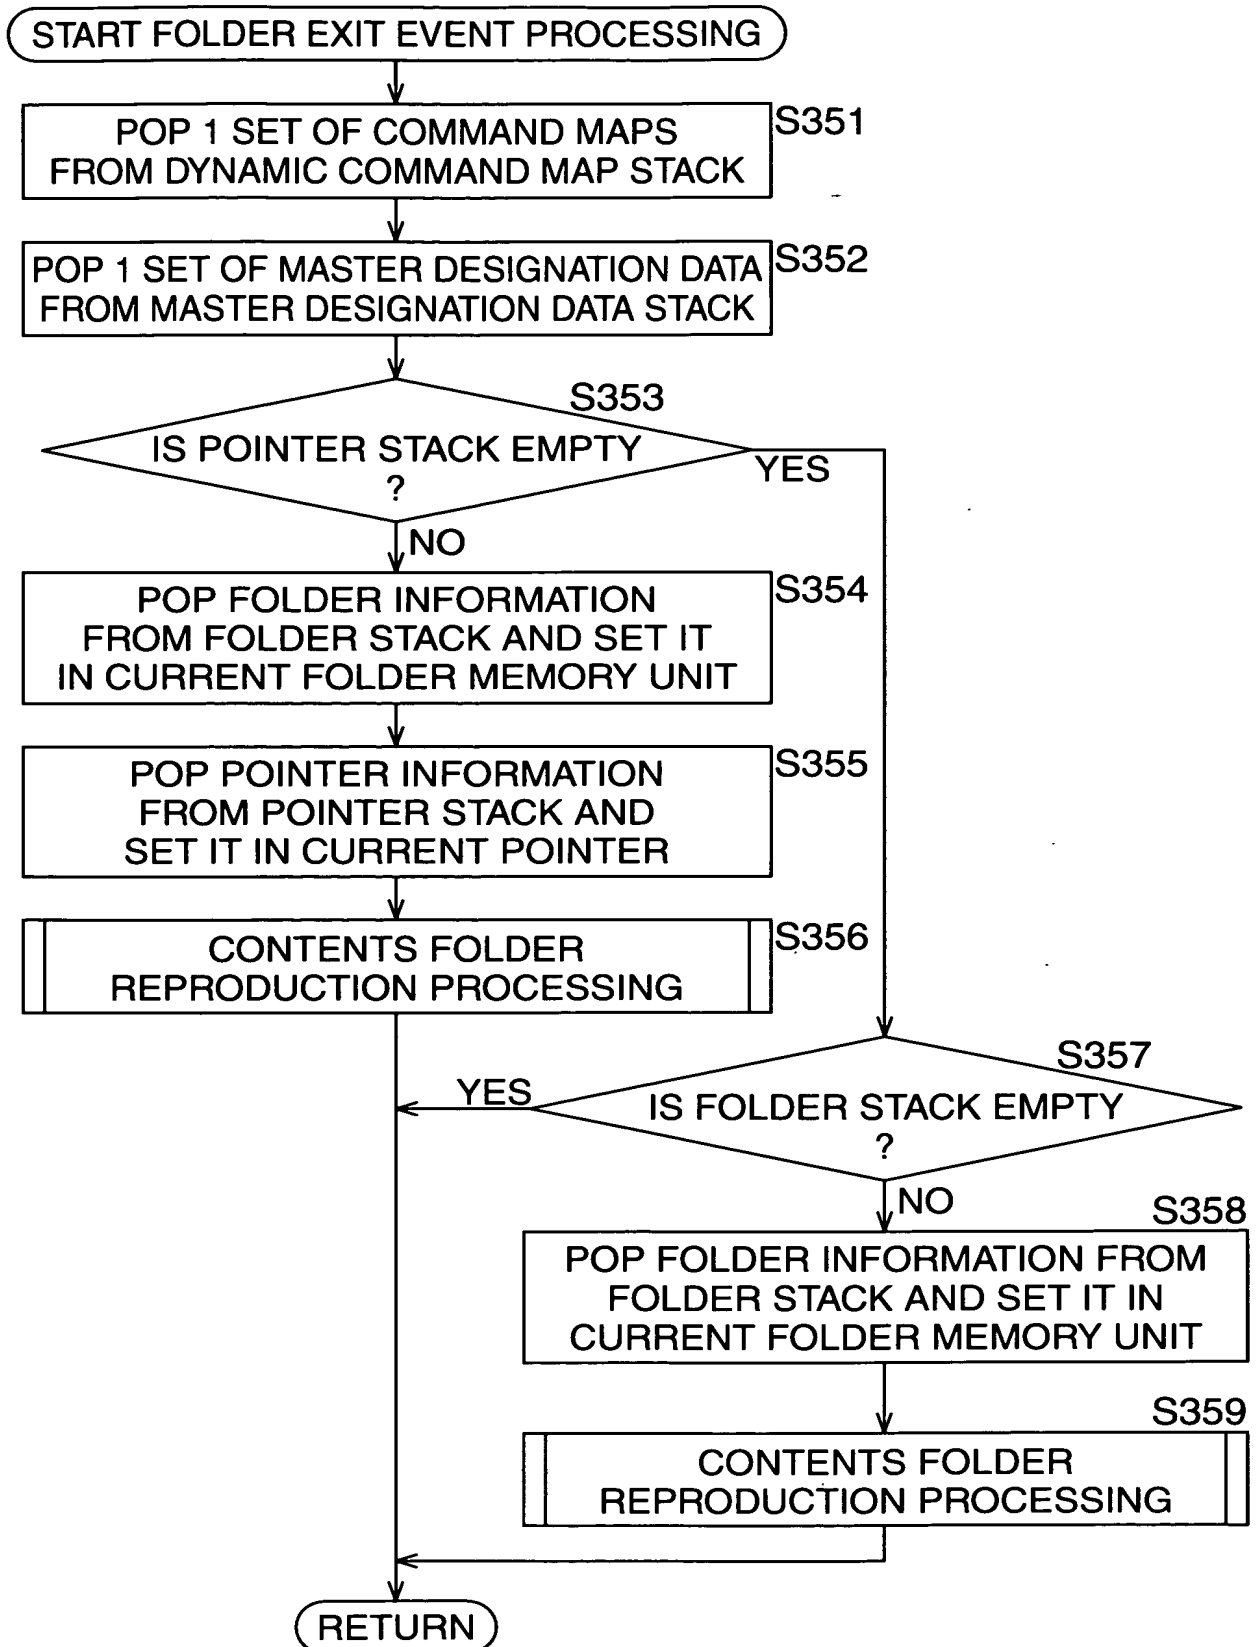 START FOLDER EXIT EVENT PROCESSING
S351
POP 1 SET OF COMMAND MAPS
FROM DYNAMIC COMMAND MAP STACK
S352
POP 1 SET OF MASTER DESIGNATION DATA
FROM MASTER DESIGNATION DATA STACK
S353
IS POINTER STACK EMPTY
?
YES
NO
S354
POP FOLDER INFORMATION
FROM FOLDER STACK AND SET IT
IN CURRENT FOLDER MEMORY UNIT
S355
POP POINTER INFORMATION
FROM POINTER STACK AND
SET IT IN CURRENT POINTER
S356
CONTENTS FOLDER
REPRODUCTION PROCESSING
S357
YES
IS FOLDER STACK EMPTY
?
NO
S358
POP FOLDER INFORMATION FROM
FOLDER STACK AND SET IT IN
CURRENT FOLDER MEMORY UNIT
S359
CONTENTS FOLDER
REPRODUCTION PROCESSING
RETURN